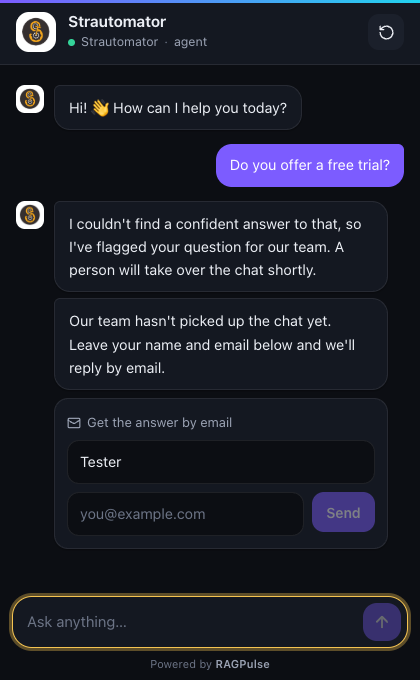 Strautomator
Strautomator · agent
Hi! 👋 How can I help you today?
Do you offer a free trial?
I couldn't find a confident answer to that, so
I've flagged your question for our team. A
person will take over the chat shortly.
Our team hasn't picked up the chat yet.
Leave your name and email below and we'll
reply by email.
Get the answer by email
Tester
you@example.com
Send
Ask anything...
Powered by RAGPulse